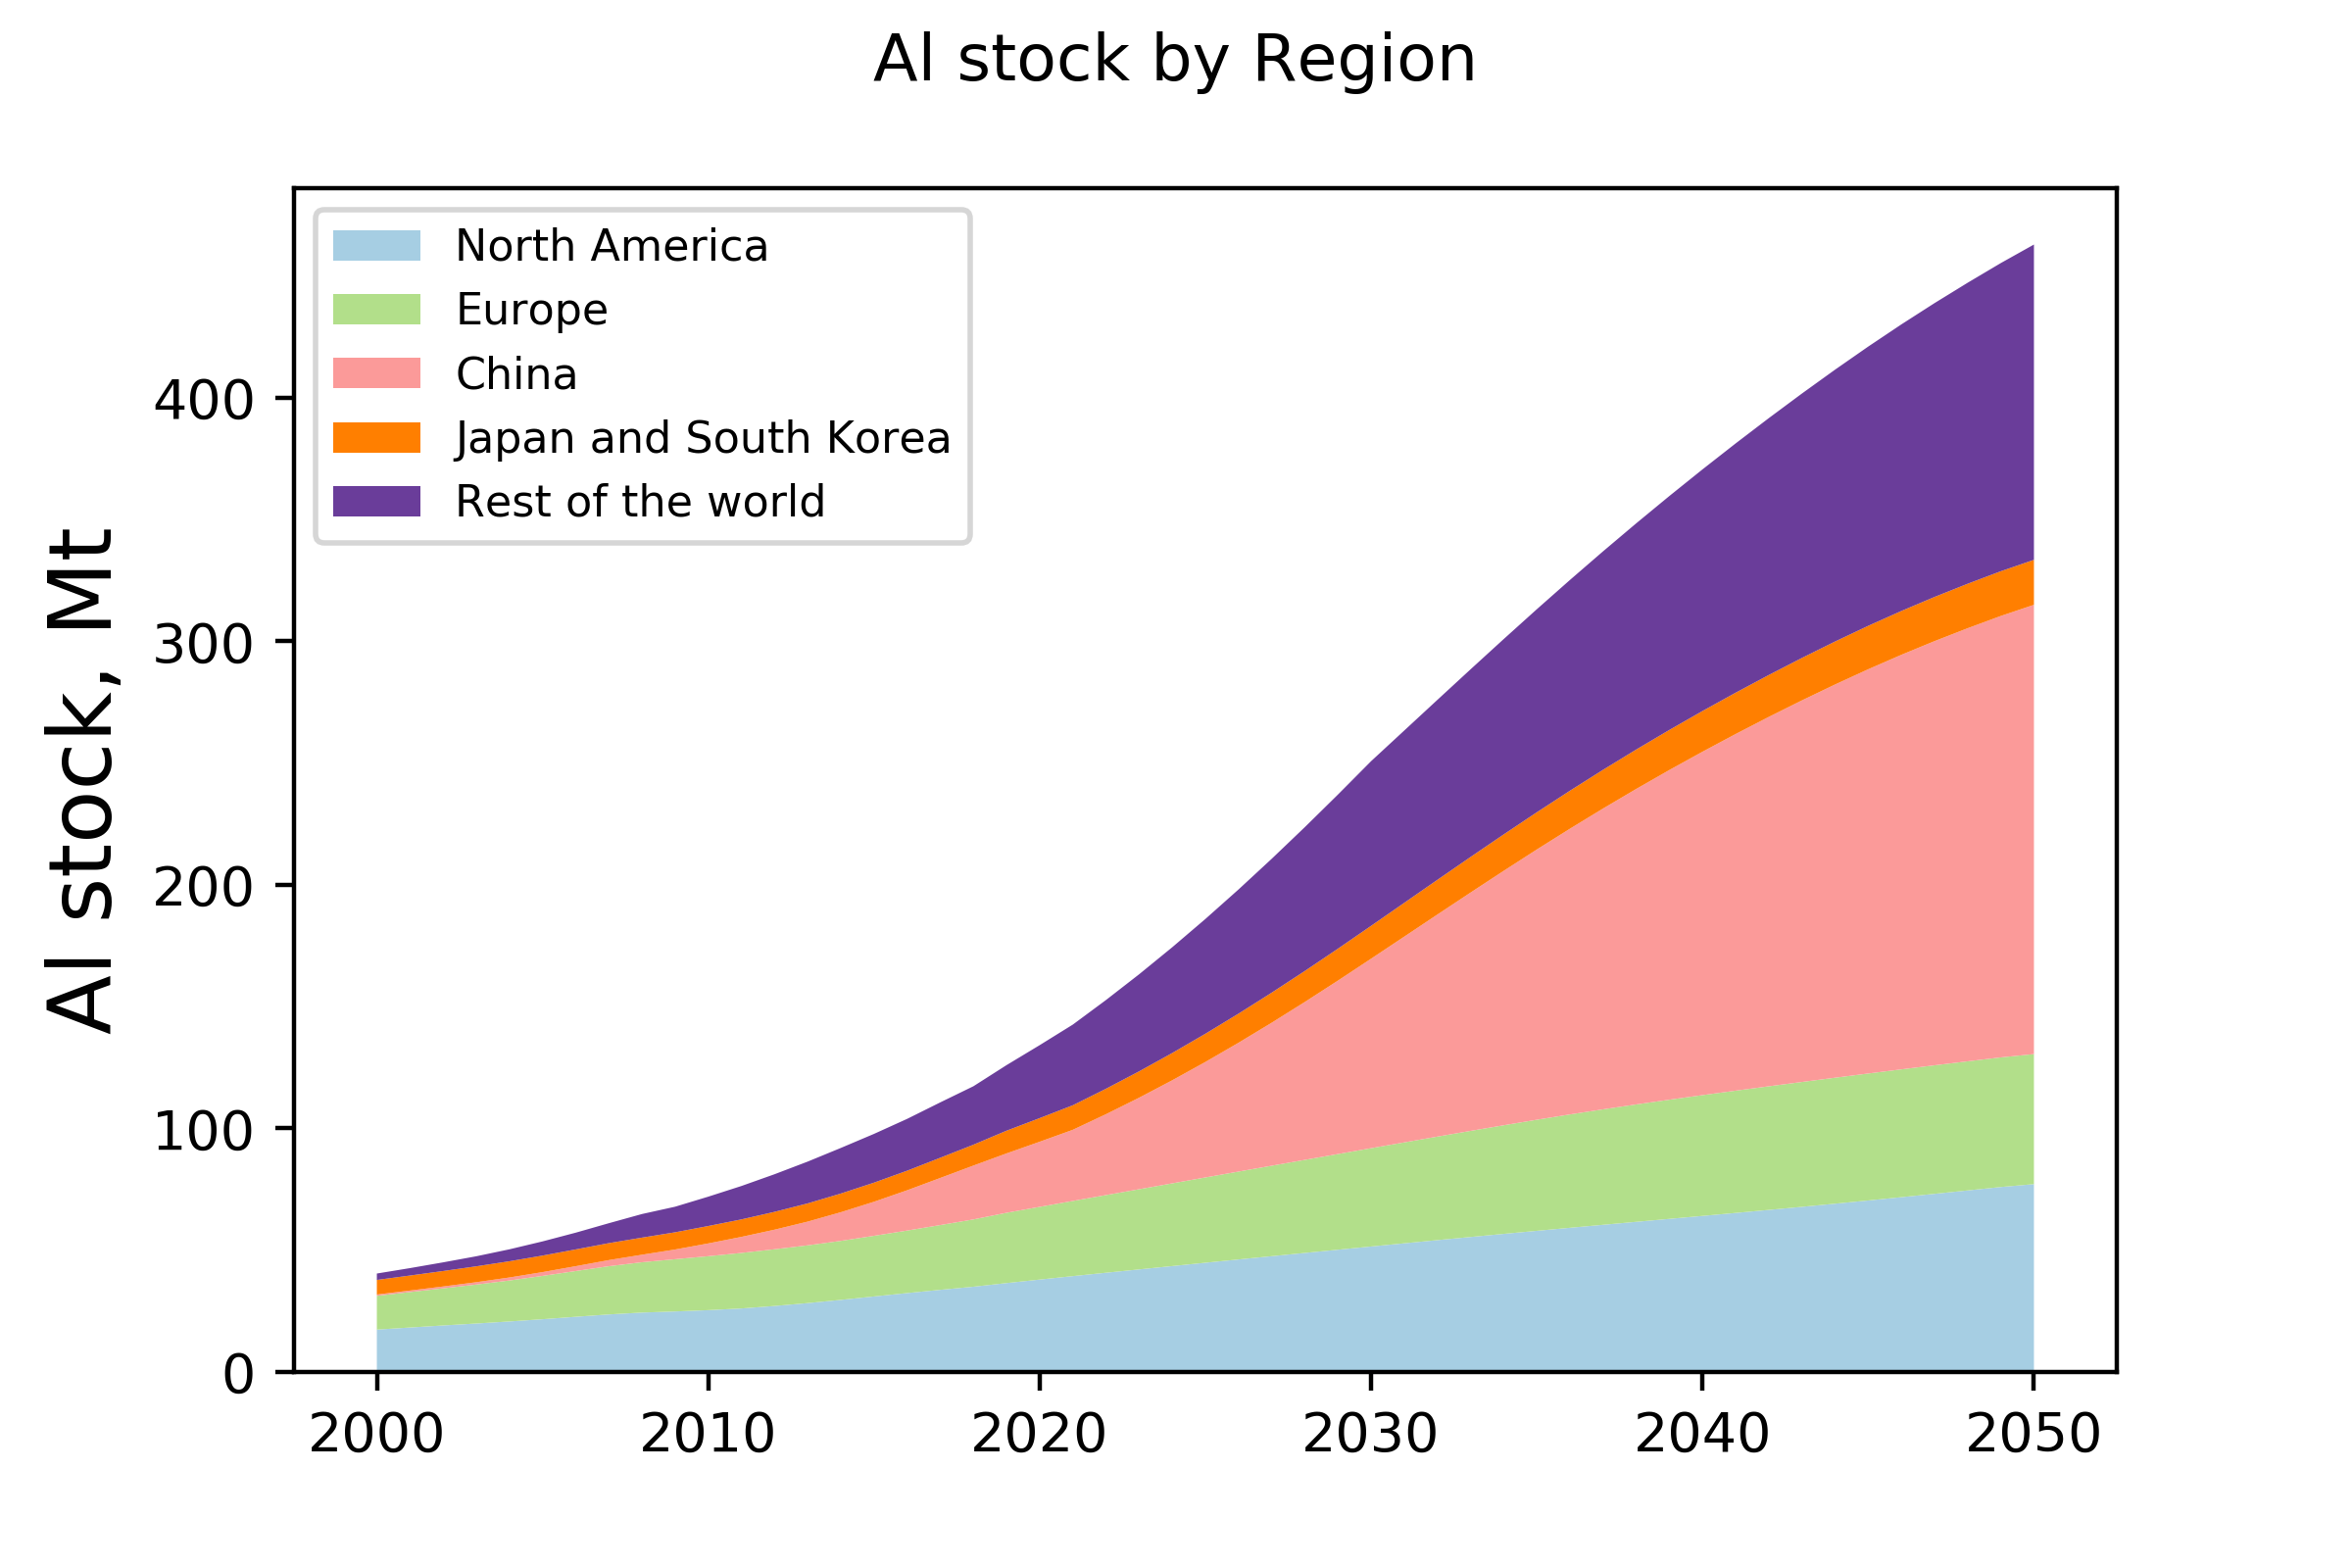 Al stock by Region
North America
Europe
China
Japan and South Korea
Rest of the world
Al stock, Mt
400
300
200
100
0
2000 2010 2020 2030 2040 2050